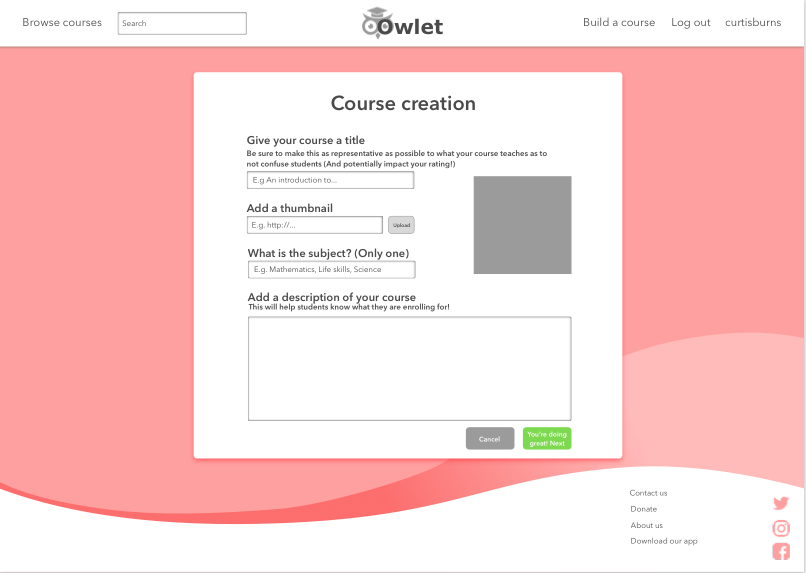 Browse courses
Search
Owlet
Build a course
Log out
curtisburns
Course creation
Give your course a title
Be sure to make this as representative as possible to what your course teaches as to
not confuse students (And potentially impact your rating!)
E.g An introduction to...
Add a thumbnail
E.g. http://...
Upload
What is the subject? (Only one)
E.g. Mathematics, Life skills, Science
Add a description of your course
This will help students know what they are enrolling for!
Cancel
You're doing
great! Next
Contact us
Donate
About us
Download our app